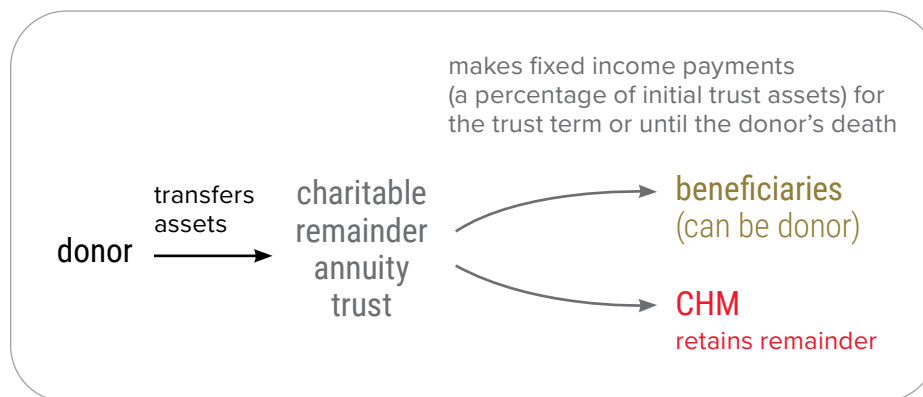 makes fixed income payments
(a percentage of initial trust assets) for
the trust term or until the donor's death
donor
transfers
assets
charitable
remainder
annuity
trust
beneficiaries
(can be donor)
CHM
retains remainder